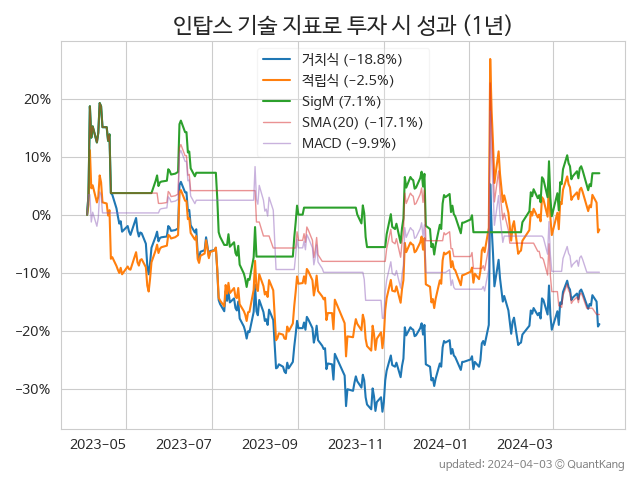 인탑스 기술 지표로 투자 시 성과 (1년)
거치식 (−18.8%)
적립식 (−2.5%)
SigM (7.1%)
SMA(20) (−17.1%)
MACD (−9.9%)
20%
10%
0%
−10%
−20%
−30%
2023-05 2023-07 2023-09 2023-11 2024-01 2024-03
updated: 2024-04-03 © QuantKang